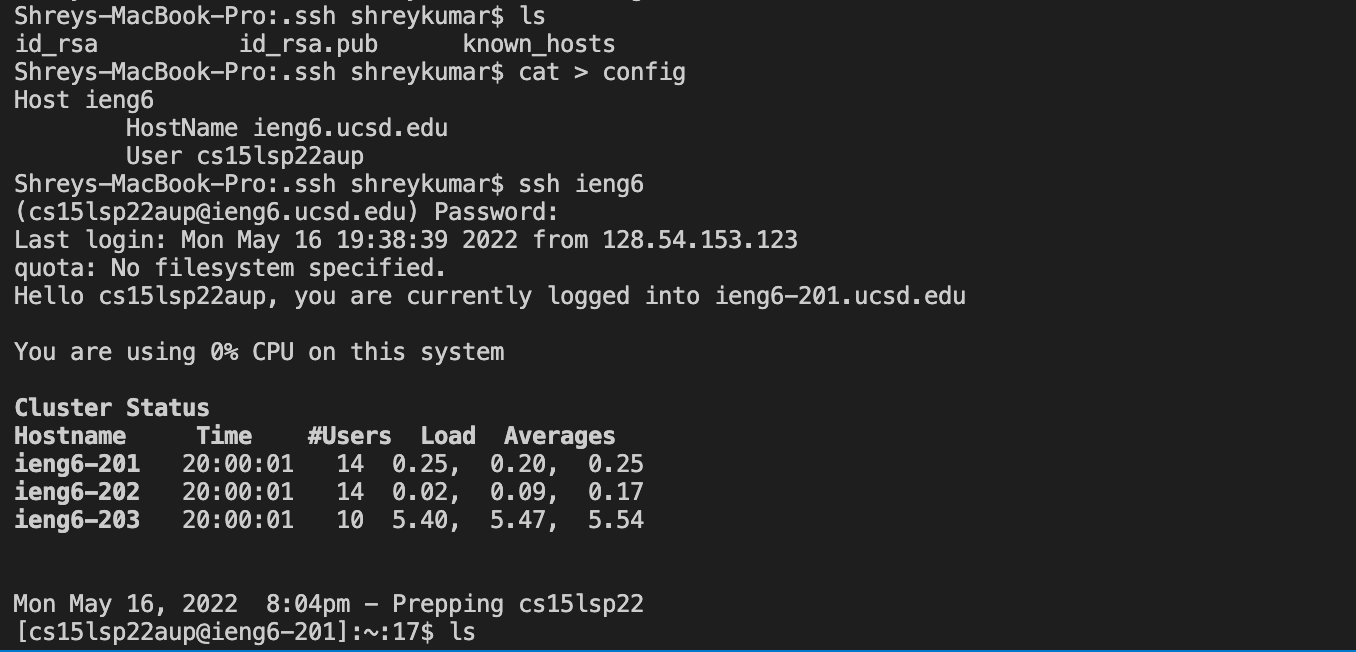 Shreys-MacBook-Pro:.ssh shreykumar$ ls
id_rsa          id_rsa.pub      known_hosts
Shreys-MacBook-Pro:.ssh shreykumar$ cat > config
Host ieng6
        HostName ieng6.ucsd.edu
        User cs15lsp22aup
Shreys-MacBook-Pro:.ssh shreykumar$ ssh ieng6
(cs15lsp22aup@ieng6.ucsd.edu) Password:
Last login: Mon May 16 19:38:39 2022 from 128.54.153.123
quota: No filesystem specified.
Hello cs15lsp22aup, you are currently logged into ieng6-201.ucsd.edu

You are using 0% CPU on this system

Cluster Status
Hostname     Time    #Users  Load  Averages
ieng6-201   20:00:01   14  0.25,  0.20,  0.25
ieng6-202   20:00:01   14  0.02,  0.09,  0.17
ieng6-203   20:00:01   10  5.40,  5.47,  5.54


Mon May 16, 2022  8:04pm - Prepping cs15lsp22
[cs15lsp22aup@ieng6-201]:~:17$ ls